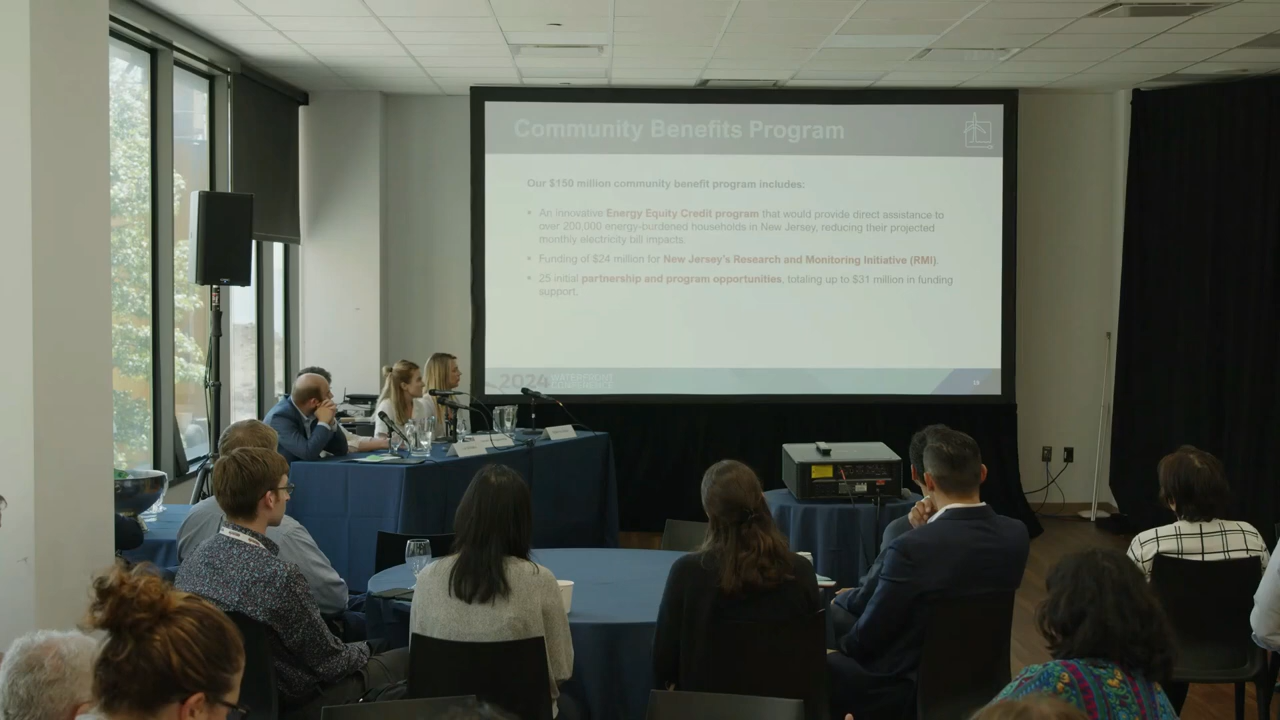 Community Benefits Program
Our $150 million community benefit program includes:
• An innovative Energy Equity Credit program that would provide direct assistance to
over 200,000 energy-burdened households in New Jersey, reducing their projected
monthly electricity bill impacts.
• Funding of $24 million for New Jersey's Research and Monitoring Initiative (RMI).
• 25 initial partnership and program opportunities, totaling up to $31 million in funding
support.
2024 WATERFRONT
CONFERENCE